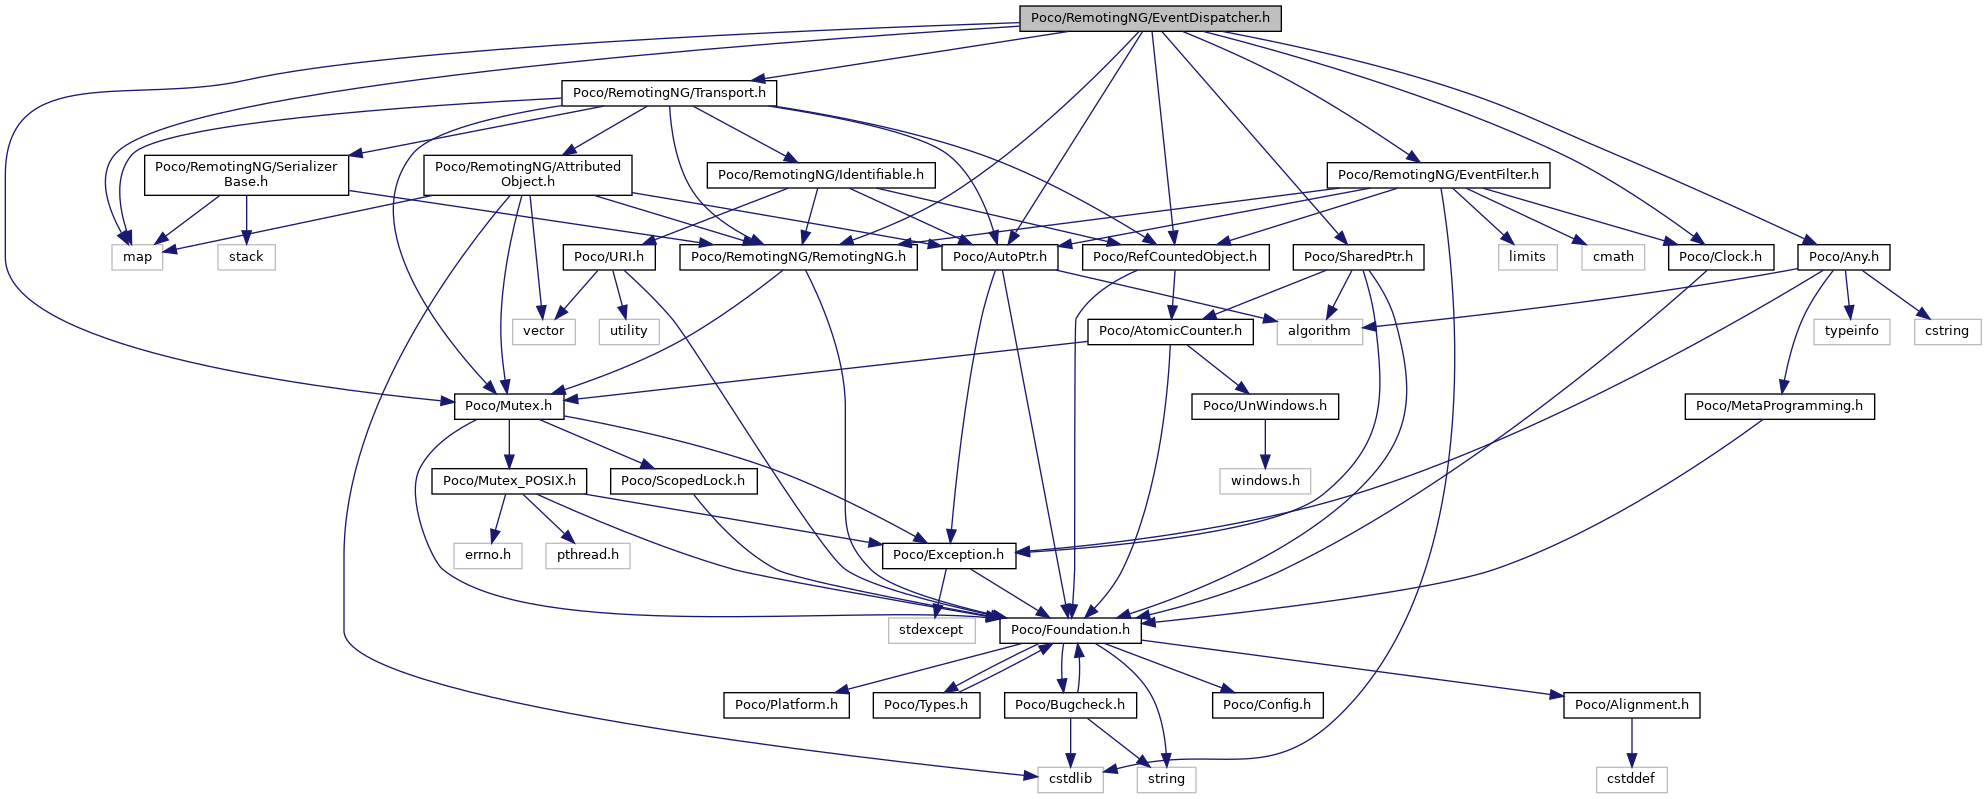 Poco/RemotingNG/EventDispatcher.h
Poco/RemotingNG/Transport.h
Poco/RemotingNG/Serializer
Base.h
Poco/RemotingNG/Attributed
Object.h
Poco/RemotingNG/Identifiable.h
Poco/RemotingNG/EventFilter.h
map
stack
Poco/URI.h
Poco/RemotingNG/RemotingNG.h
Poco/AutoPtr.h
Poco/RefCountedObject.h
Poco/SharedPtr.h
limits
cmath
Poco/Clock.h
Poco/Any.h
vector
utility
Poco/AtomicCounter.h
algorithm
typeinfo
cstring
Poco/Mutex.h
Poco/UnWindows.h
Poco/MetaProgramming.h
Poco/Mutex_POSIX.h
Poco/ScopedLock.h
windows.h
errno.h
pthread.h
Poco/Exception.h
stdexcept
Poco/Foundation.h
Poco/Platform.h
Poco/Types.h
Poco/Bugcheck.h
Poco/Config.h
Poco/Alignment.h
cstdlib
string
cstddef